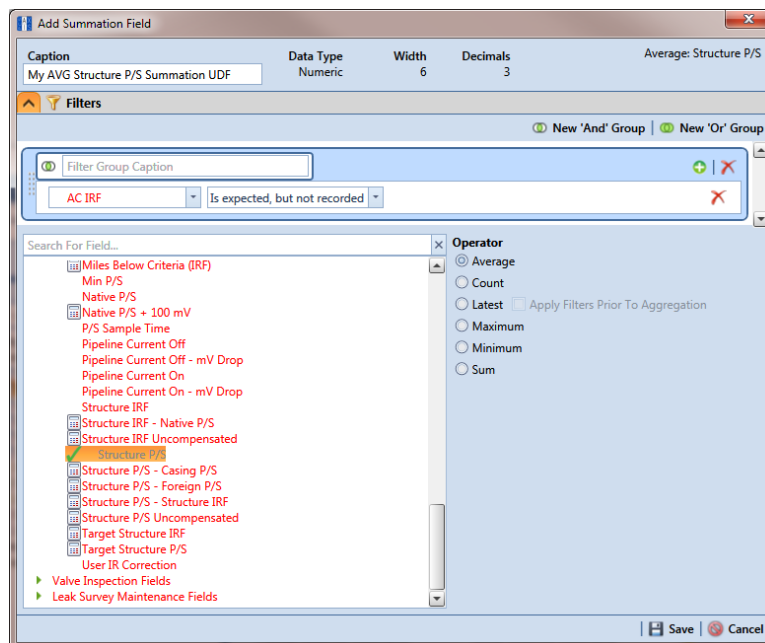 Add Summation Field
Caption Data Type Width Decimals Average: Structure P/S
My AVG Structure P/S Summation UDF Numeric 6 3
Filters
New 'And' Group New 'Or' Group
Filter Group Caption
AC IRF Is expected, but not recorded
Search For Field...
Miles Below Criteria (IRF)
Min P/S
Native P/S
Native P/S + 100 mV
P/S Sample Time
Pipeline Current Off
Pipeline Current Off - mV Drop
Pipeline Current On
Pipeline Current On - mV Drop
Structure IRF
Structure IRF - Native P/S
Structure IRF Uncompensated
Structure P/S
Structure P/S - Casing P/S
Structure P/S - Foreign P/S
Structure P/S - Structure IRF
Structure P/S Uncompensated
Target Structure IRF
Target Structure P/S
User IR Correction
Valve Inspection Fields
Leak Survey Maintenance Fields
Operator
Average
Count
Latest Apply Filters Prior To Aggregation
Maximum
Minimum
Sum
Save Cancel